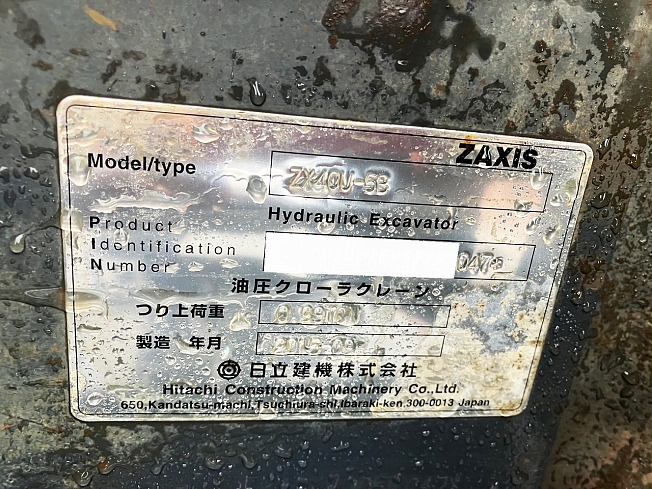 ZAXIS
Model/type ZX40U-5B
Hydraulic Excavator
Product
Identification
Number
油圧クローラクレーン
つり上荷重
製造 年月
日立建機株式会社
Hitachi Construction Machinery Co.,Ltd.
650,Kandatsu-machi,Tsuchiura-shi,Ibaraki-ken,300-0013 Japan